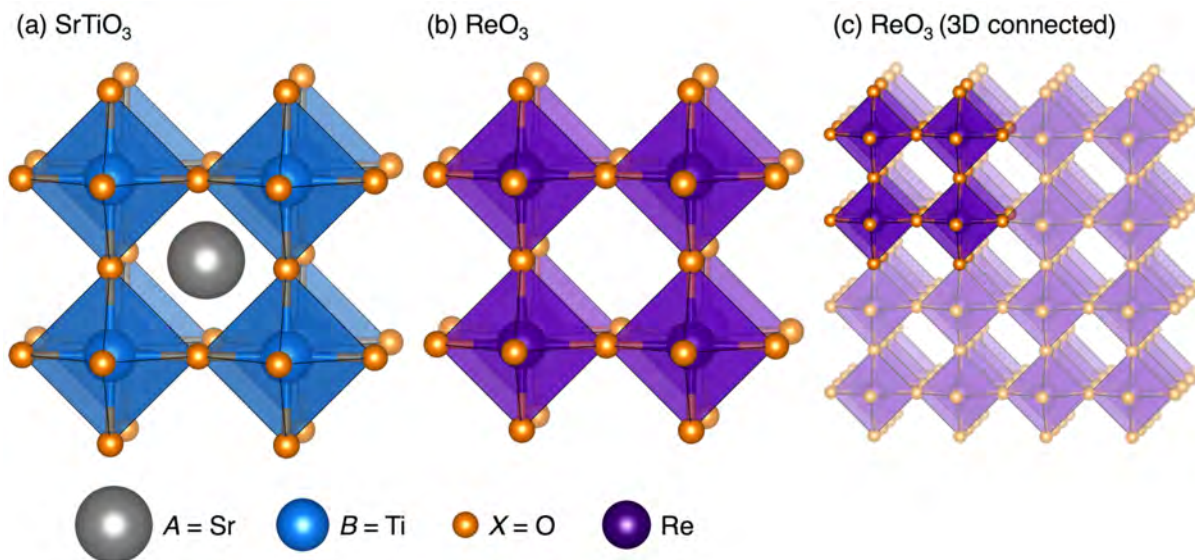 (a) SrTiO₃
(b) ReO₃
(c) ReO₃ (3D connected)
A = Sr
B = Ti
X = O
Re